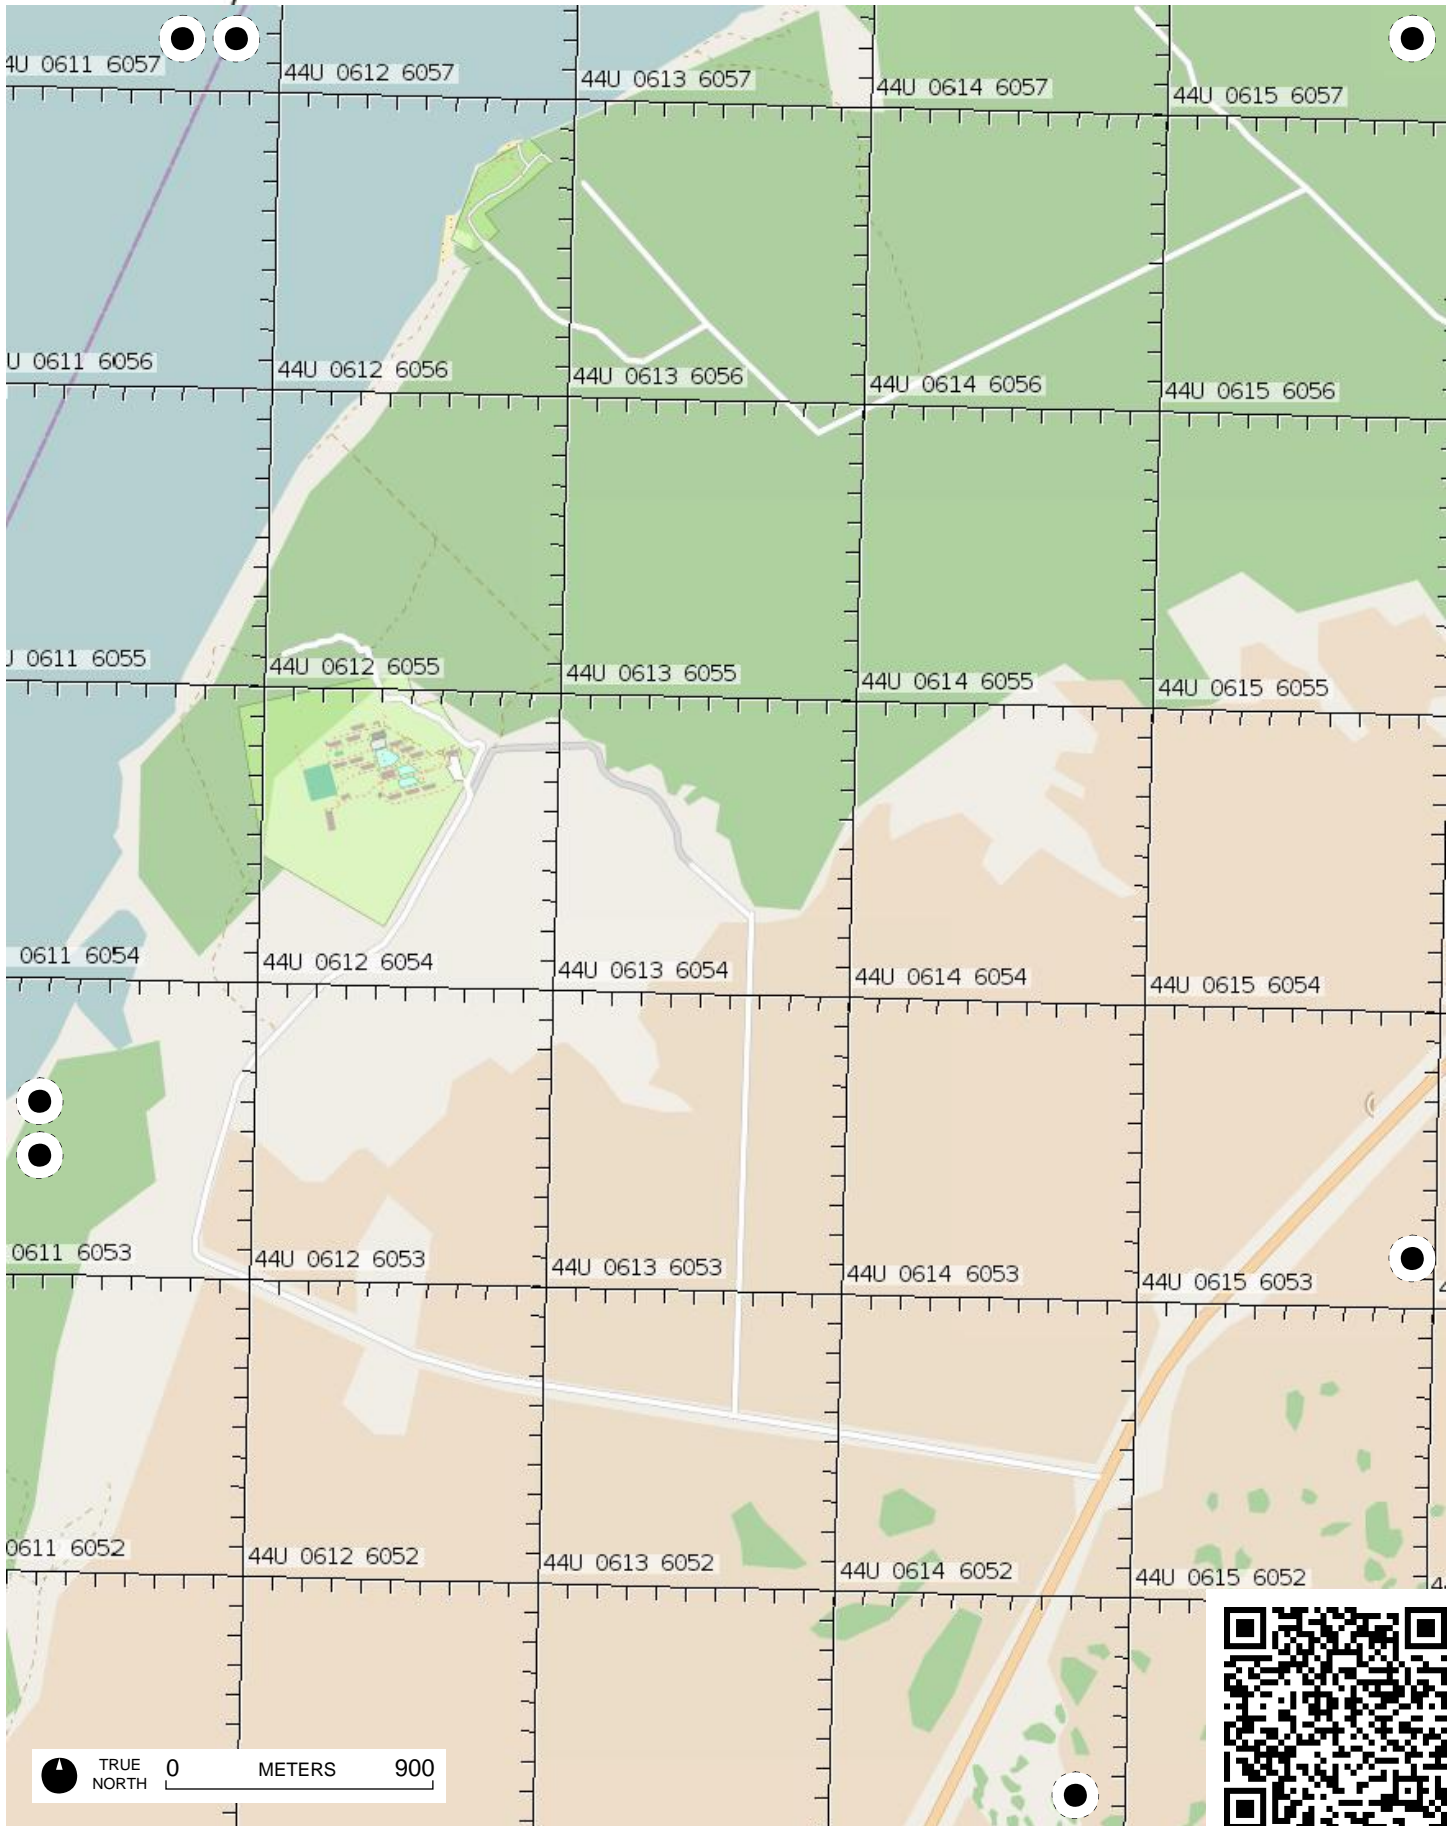 4U 0611 6057
44U 0612 6057
44U 0613 6057
44U 0614 6057
44U 0615 6057
U 0611 6056
44U 0612 6056
44U 0613 6056
44U 0614 6056
44U 0615 6056
0611 6055
44U 0612 6055
44U 0613 6055
44U 0614 6055
44U 0615 6055
0611 6054
44U 0612 6054
44U 0613 6054
44U 0614 6054
44U 0615 6054
0611 6053
44U 0612 6053
44U 0613 6053
44U 0614 6053
44U 0615 6053
0611 6052
44U 0612 6052
44U 0613 6052
44U 0614 6052
44U 0615 6052
TRUE NORTH
0 METERS 900